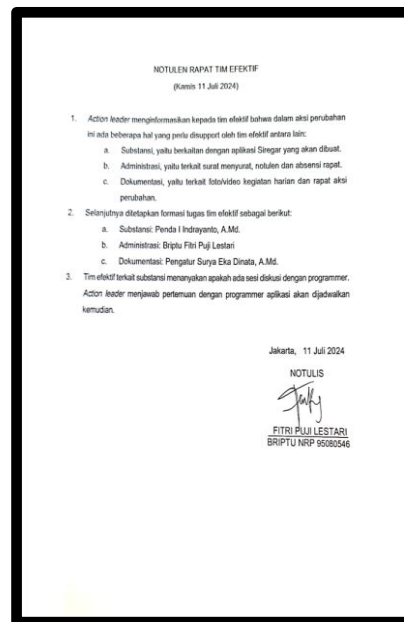 NOTULEN RAPAT TIM EFEKTIF
(Kamis 11 Juli 2024)
1. Action leader menginformasikan kepada tim efektif bahwa dalam aksi perubahan
ini ada beberapa hal yang perlu disupport oleh tim efektif antara lain:
a. Substansi, yaitu berkaitan dengan aplikasi Siregar yang akan dibuat.
b. Administrasi, yaitu terkait surat menyurat, notulen dan absensi rapat.
c. Dokumentasi, yaitu terkait foto/video kegiatan harian dan rapat aksi
perubahan.
2. Selanjutnya ditetapkan formasi tugas tim efektif sebagai berikut:
a. Substansi: Penda I Indrayanto, A.Md.
b. Administrasi: Briptu Fitri Puji Lestari
c. Dokumentasi: Pengatur Surya Eka Dinata, A.Md.
3. Tim efektif terkait substansi menanyakan apakah ada sesi diskusi dengan programmer.
Action leader menjawab pertemuan dengan programmer aplikasi akan dijadwalkan
kemudian.
Jakarta, 11 Juli 2024
NOTULIS
FITRI PUJI LESTARI
BRIPTU NRP 95080546